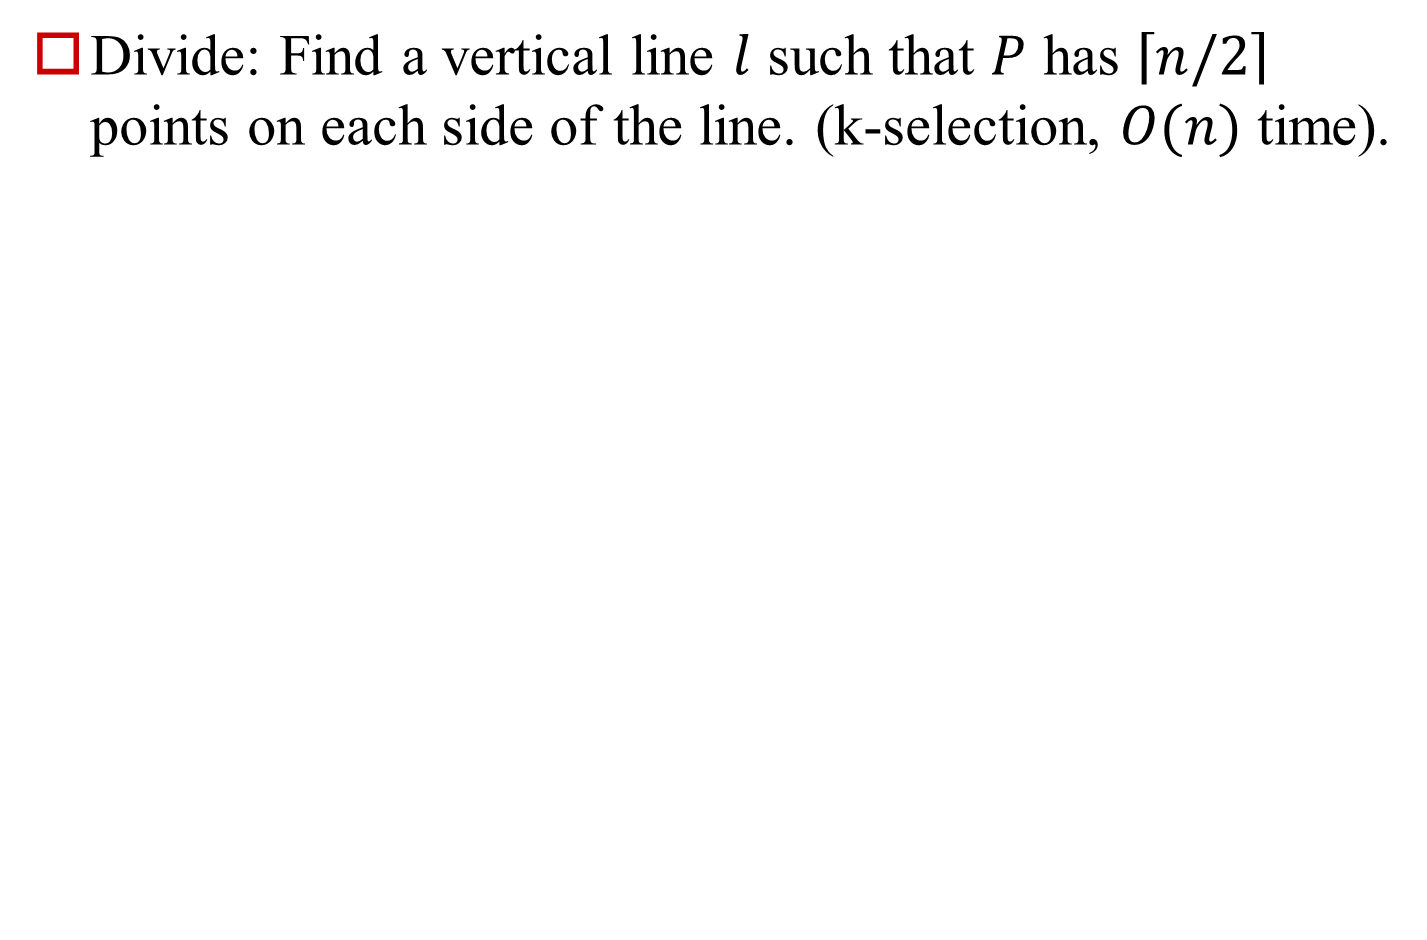 Divide: Find a vertical line l such that P has ⌈n/2⌉
points on each side of the line. (k-selection, O(n) time).